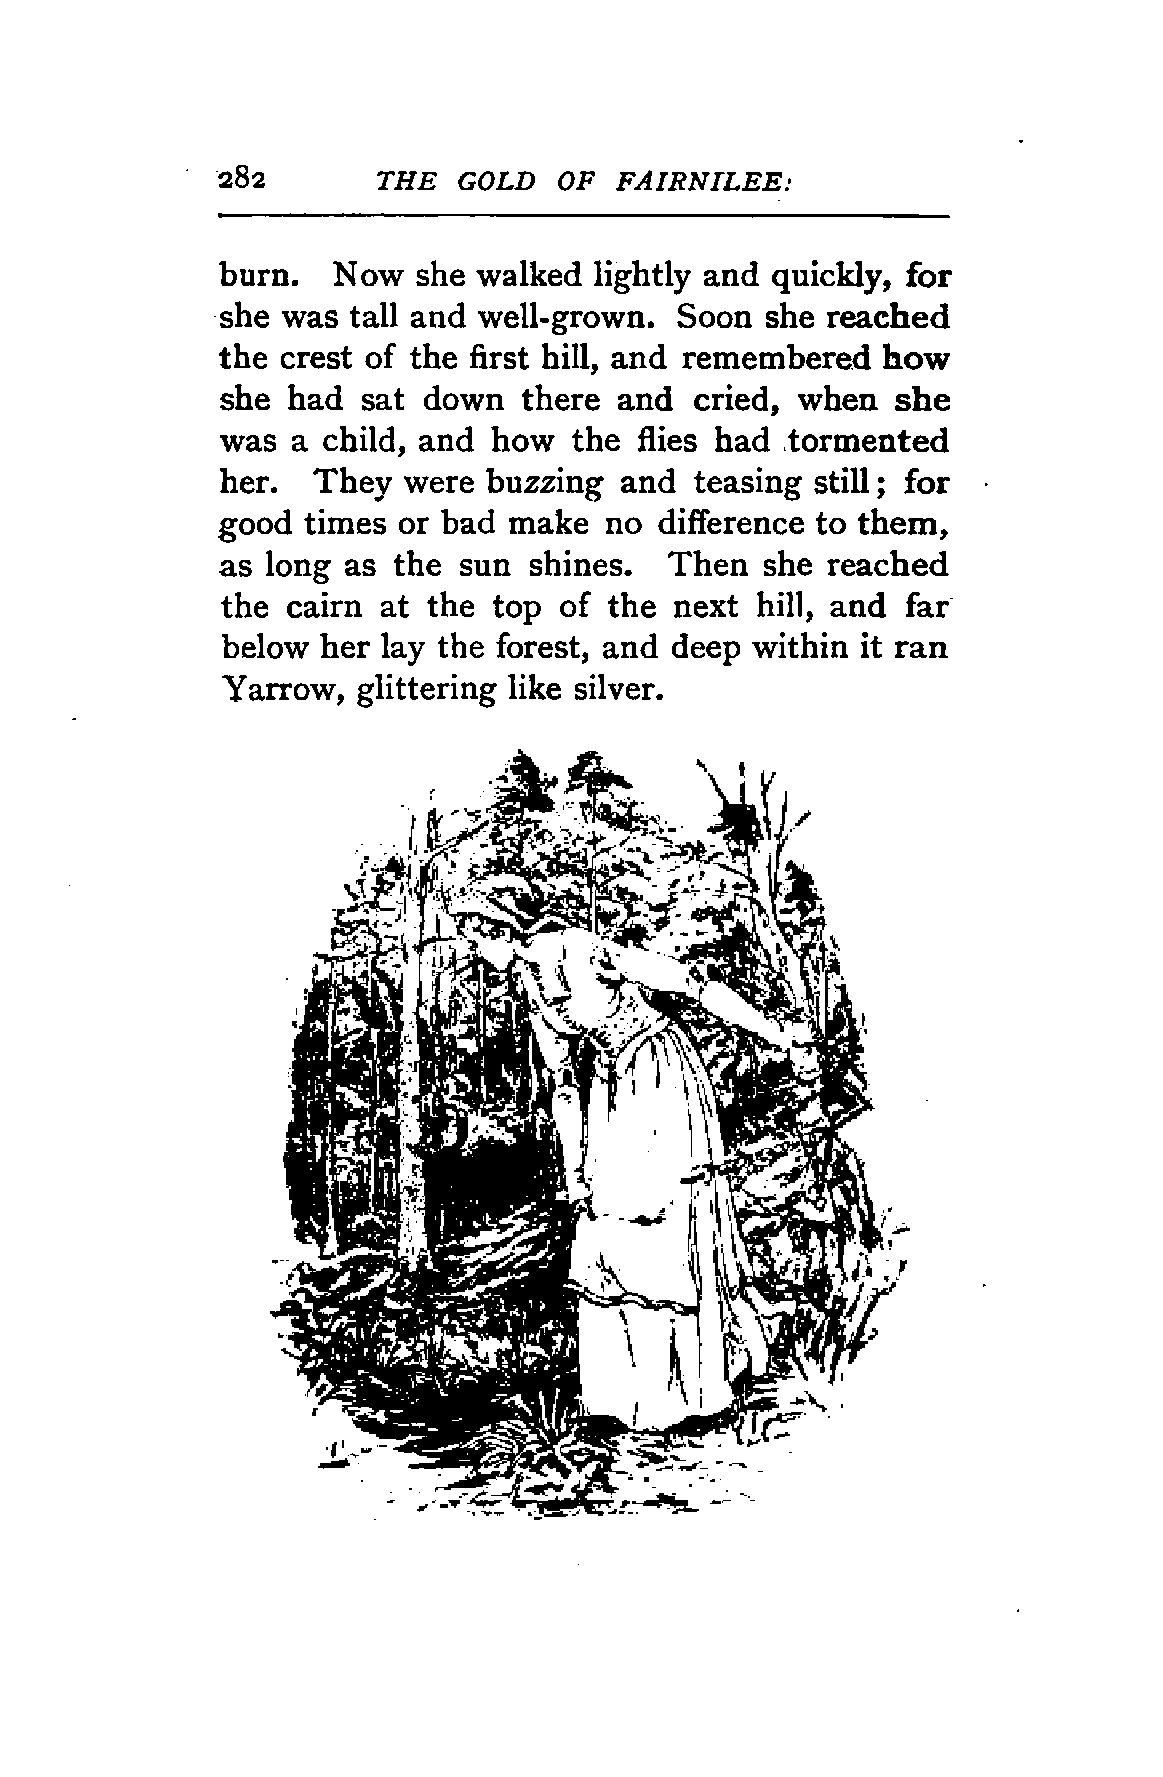 282 THE GOLD OF FAIRNILEE:
burn. Now she walked lightly and quickly, for
she was tall and well-grown. Soon she reached
the crest of the first hill, and remembered how
she had sat down there and cried, when she
was a child, and how the flies had tormented
her. They were buzzing and teasing still; for
good times or bad make no difference to them,
as long as the sun shines. Then she reached
the cairn at the top of the next hill, and far
below her lay the forest, and deep within it ran
Yarrow, glittering like silver.